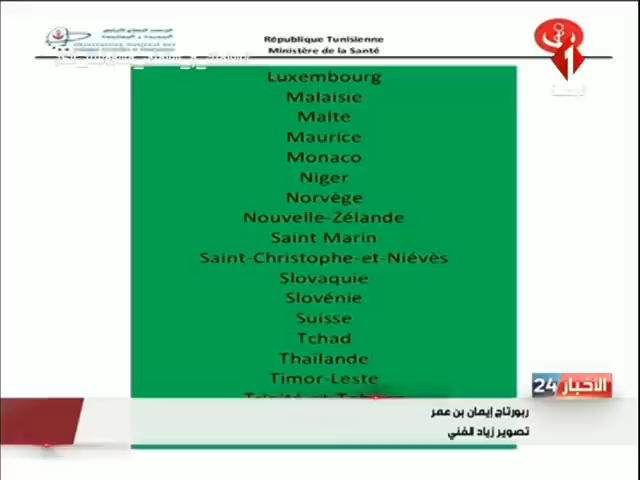 République Tunisienne
Ministère de la Santé
الوطنية
Luxembourg
Malaisie
Malte
Maurice
Monaco
Niger
Norvège
Nouvelle-Zélande
Saint Marin
Saint-Christophe-et-Niévès
Slovaquie
Slovénie
Suisse
Tchad
Thaïlande
Timor-Leste
الأخبار 24
ربورتاج إيمان بن عمر
تصوير زياد الفني